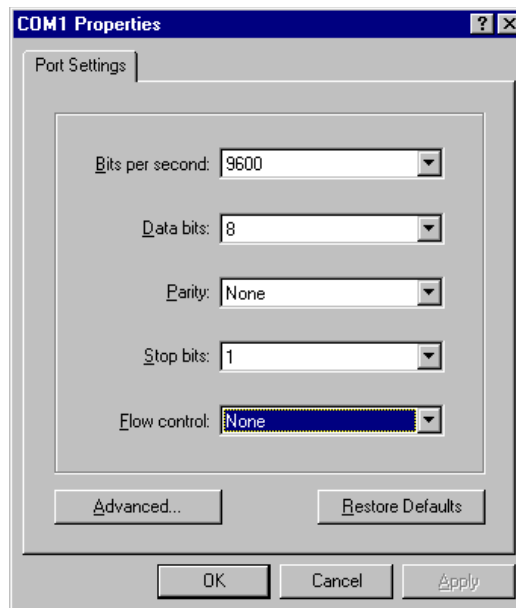 COM1 Properties
Port Settings
Bits per second: 9600
Data bits: 8
Parity: None
Stop bits: 1
Flow control: None
Advanced... Restore Defaults
OK Cancel Apply